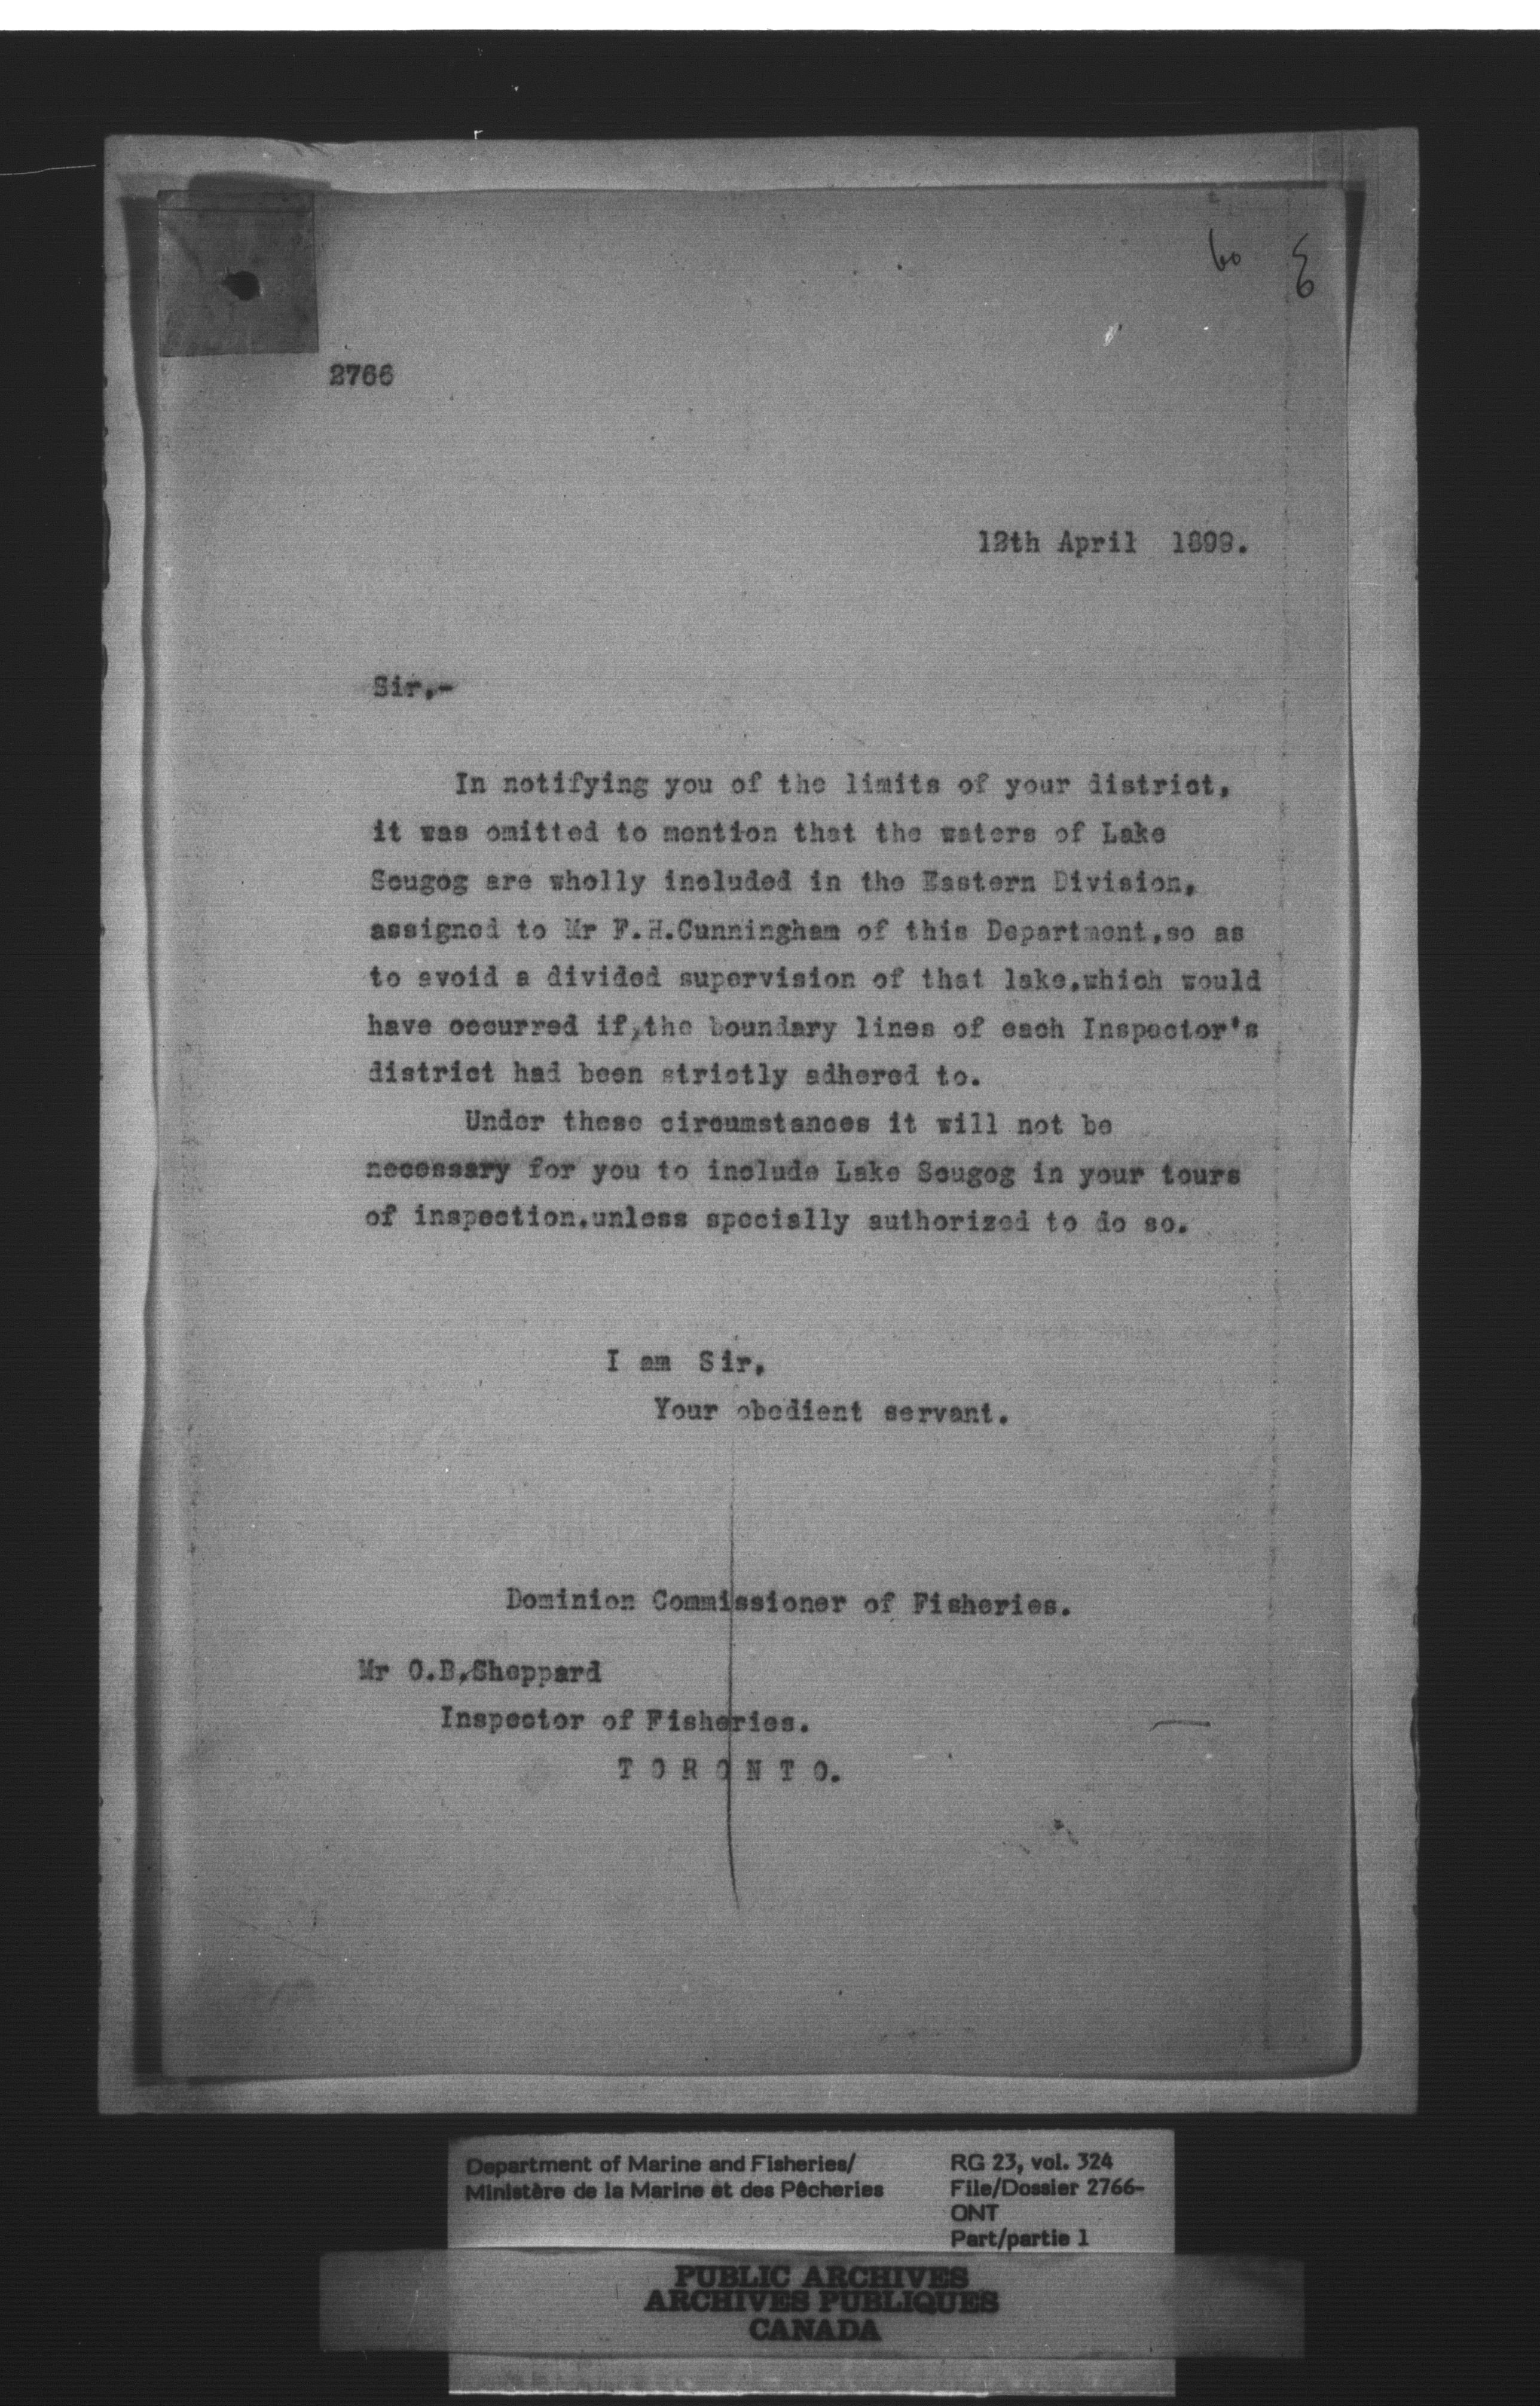 60
2766
12th April 1899.
Sir,-
In notifying you of the limits of your district,
it was omitted to mention that the waters of Lake
Scugog are wholly included in the Eastern Division,
assigned to Mr F.H.Cunningham of this Department,so as
to avoid a divided supervision of that lake,which would
have occurred if,the boundary lines of each Inspector's
district had been strictly adhered to.
Under these circumstances it will not be
necessary for you to include Lake Scugog in your tours
of inspection,unless specially authorized to do so.
I am Sir,
Your obedient servant.
Dominion Commissioner of Fisheries.
Mr O.B.Sheppard
Inspector of Fisheries.
T O R O N T O.
Department of Marine and Fisheries/
Ministère de la Marine et des Pêcheries
RG 23, vol. 324
File/Dossier 2766-
ONT
Part/partie 1
PUBLIC ARCHIVES
ARCHIVES PUBLIQUES
CANADA